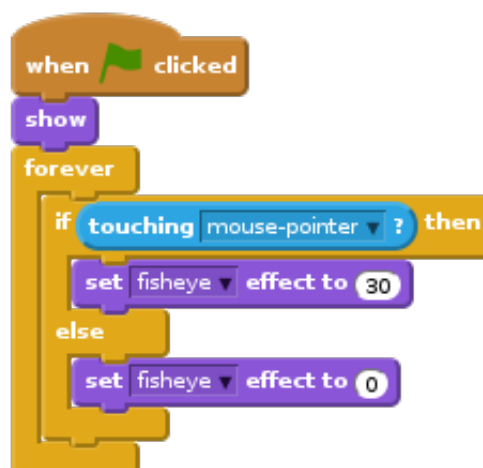 when clicked
show
forever
if touching mouse-pointer ? then
set fisheye effect to 30
else
set fisheye effect to 0